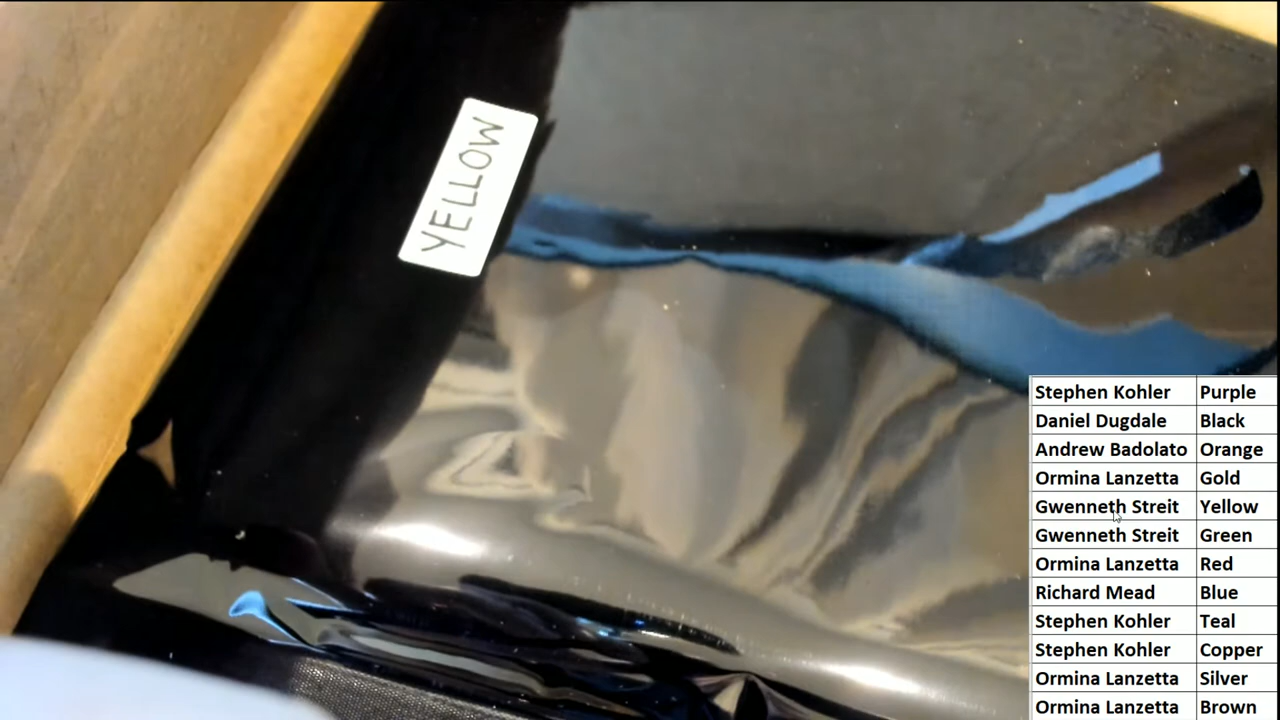 YELLOW
Stephen Kohler Purple
Daniel Dugdale Black
Andrew Badolato Orange
Ormina Lanzetta Gold
Gwenneth Streit Yellow
Gwenneth Streit Green
Ormina Lanzetta Red
Richard Mead Blue
Stephen Kohler Teal
Stephen Kohler Copper
Ormina Lanzetta Silver
Ormina Lanzetta Brown